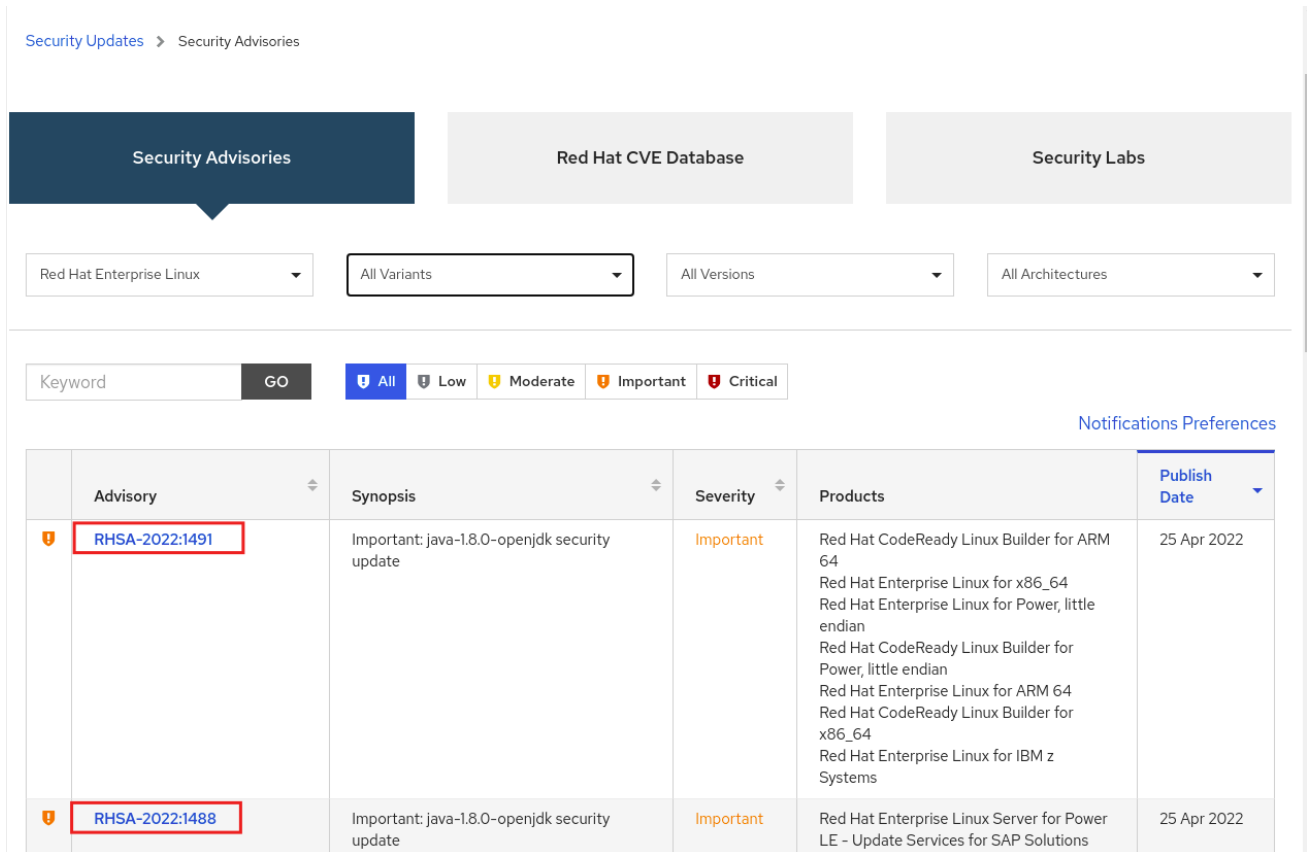 Security Updates > Security Advisories
Security Advisories
Red Hat CVE Database
Security Labs
Red Hat Enterprise Linux
All Variants
All Versions
All Architectures
Keyword
GO
All
Low
Moderate
Important
Critical
Notifications Preferences
Advisory
Synopsis
Severity
Products
Publish
Date
RHSA-2022:1491
Important: java-1.8.0-openjdk security
update
Important
Red Hat CodeReady Linux Builder for ARM
64
Red Hat Enterprise Linux for x86_64
Red Hat Enterprise Linux for Power, little
endian
Red Hat CodeReady Linux Builder for
Power, little endian
Red Hat Enterprise Linux for ARM 64
Red Hat CodeReady Linux Builder for
x86_64
Red Hat Enterprise Linux for IBM z
Systems
25 Apr 2022
RHSA-2022:1488
Important: java-1.8.0-openjdk security
update
Important
Red Hat Enterprise Linux Server for Power
LE - Update Services for SAP Solutions
25 Apr 2022